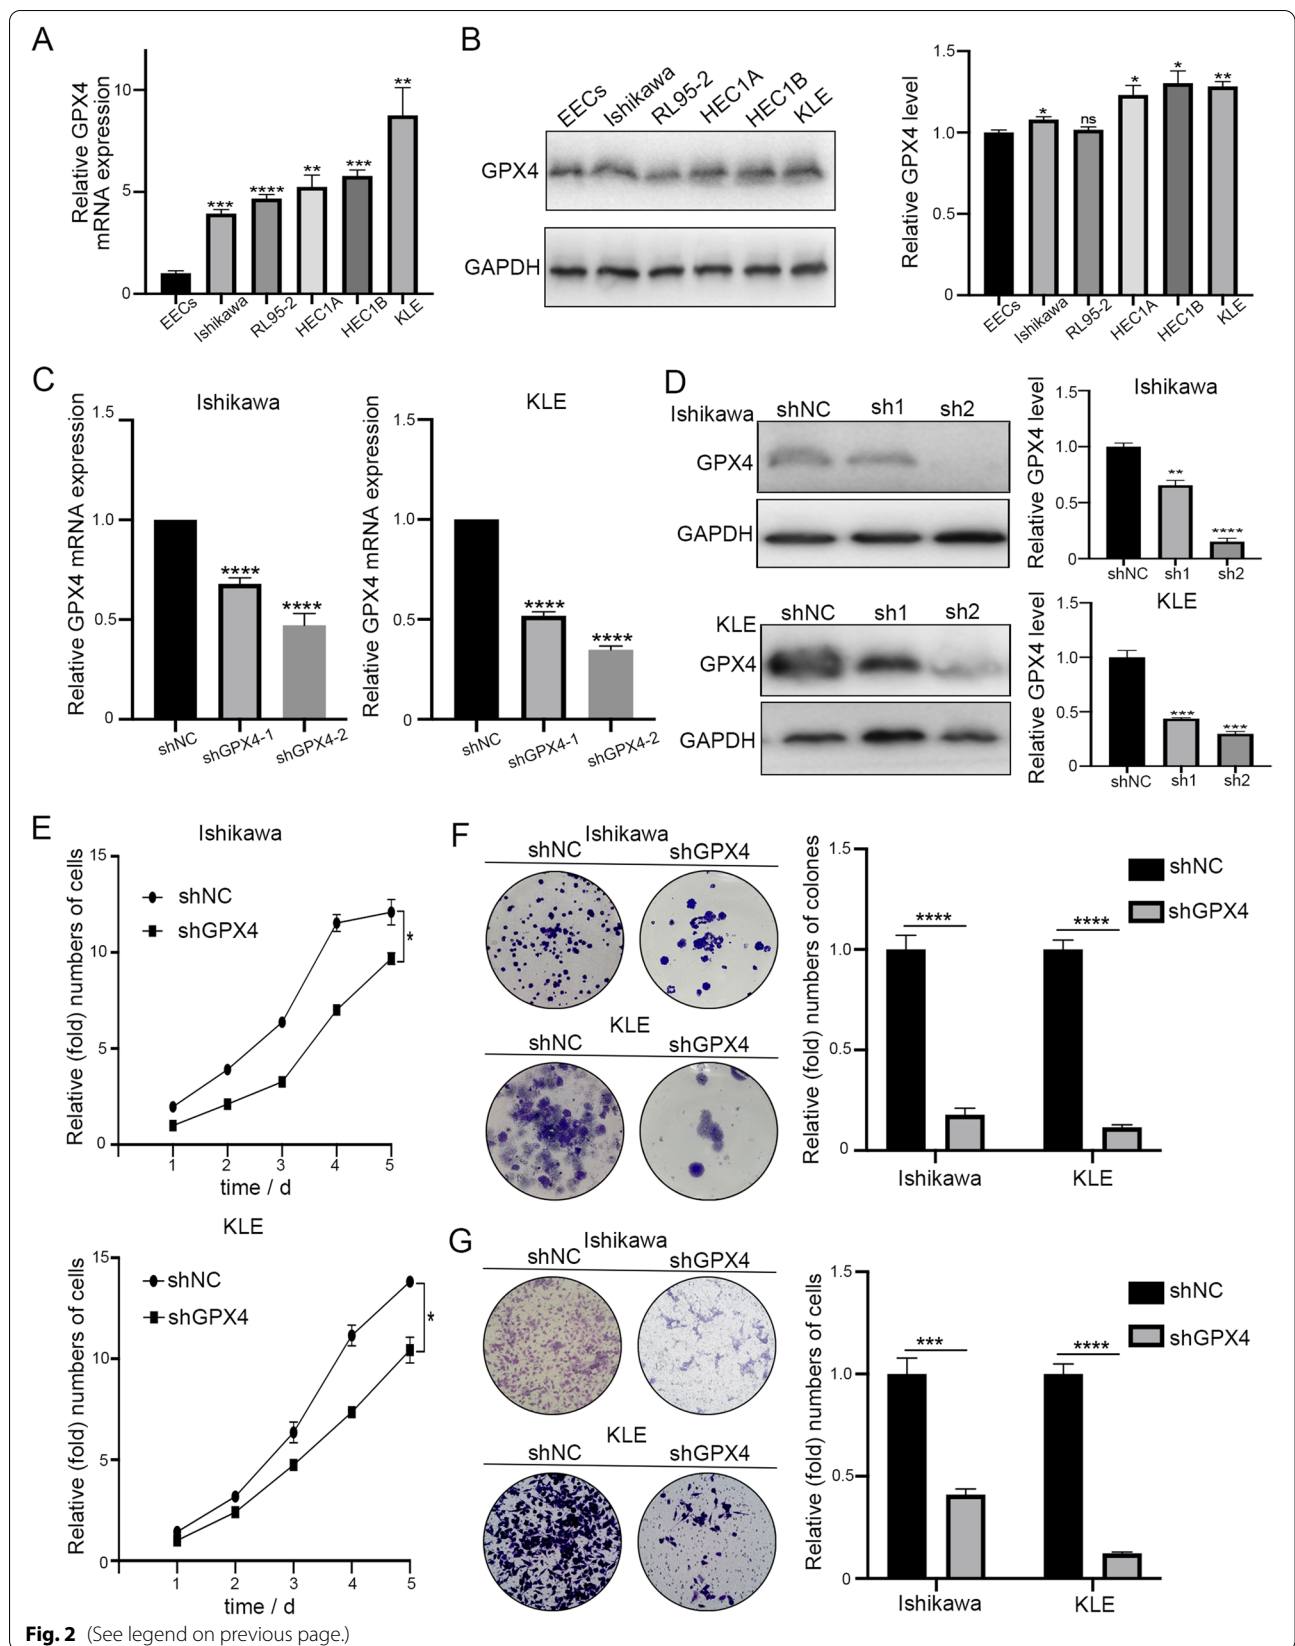 A
Relative GPX4
mRNA expression
10
5
0
***
****
**
***
**
EECs
Ishikawa
RL95-2
HEC1A
HEC1B
KLE
B
EECs
Ishikawa
RL95-2
HEC1A
HEC1B
KLE
GPX4
GAPDH
Relative GPX4 level
1.5
1.0
0.5
0
*
ns
*
*
**
EECs
Ishikawa
RL95-2
HEC1A
HEC1B
KLE
C
Ishikawa
Relative GPX4 mRNA expression
1.5
1.0
0.5
0
****
****
shNC
shGPX4-1
shGPX4-2
KLE
Relative GPX4 mRNA expression
1.5
1.0
0.5
0
****
****
shNC
shGPX4-1
shGPX4-2
D
Ishikawa
shNC
sh1
sh2
GPX4
GAPDH
KLE
shNC
sh1
sh2
GPX4
GAPDH
Ishikawa
Relative GPX4 level
1.5
1.0
0.5
0
**
****
shNC
sh1
sh2
KLE
Relative GPX4 level
1.5
1.0
0.5
0
***
***
shNC
sh1
sh2
E
Ishikawa
Relative (fold) numbers of cells
15
10
5
0
shNC
shGPX4
*
1
2
3
4
5
time / d
KLE
Relative (fold) numbers of cells
15
10
5
0
shNC
shGPX4
*
1
2
3
4
5
time / d
F
Ishikawa
shNC
shGPX4
KLE
shNC
shGPX4
Relative (fold) numbers of colones
1.5
1.0
0.5
0
****
****
shNC
shGPX4
Ishikawa
KLE
G
Ishikawa
shNC
shGPX4
KLE
shNC
shGPX4
Relative (fold) numbers of cells
1.5
1.0
0.5
0
***
****
shNC
shGPX4
Ishikawa
KLE
Fig. 2 (See legend on previous page.)